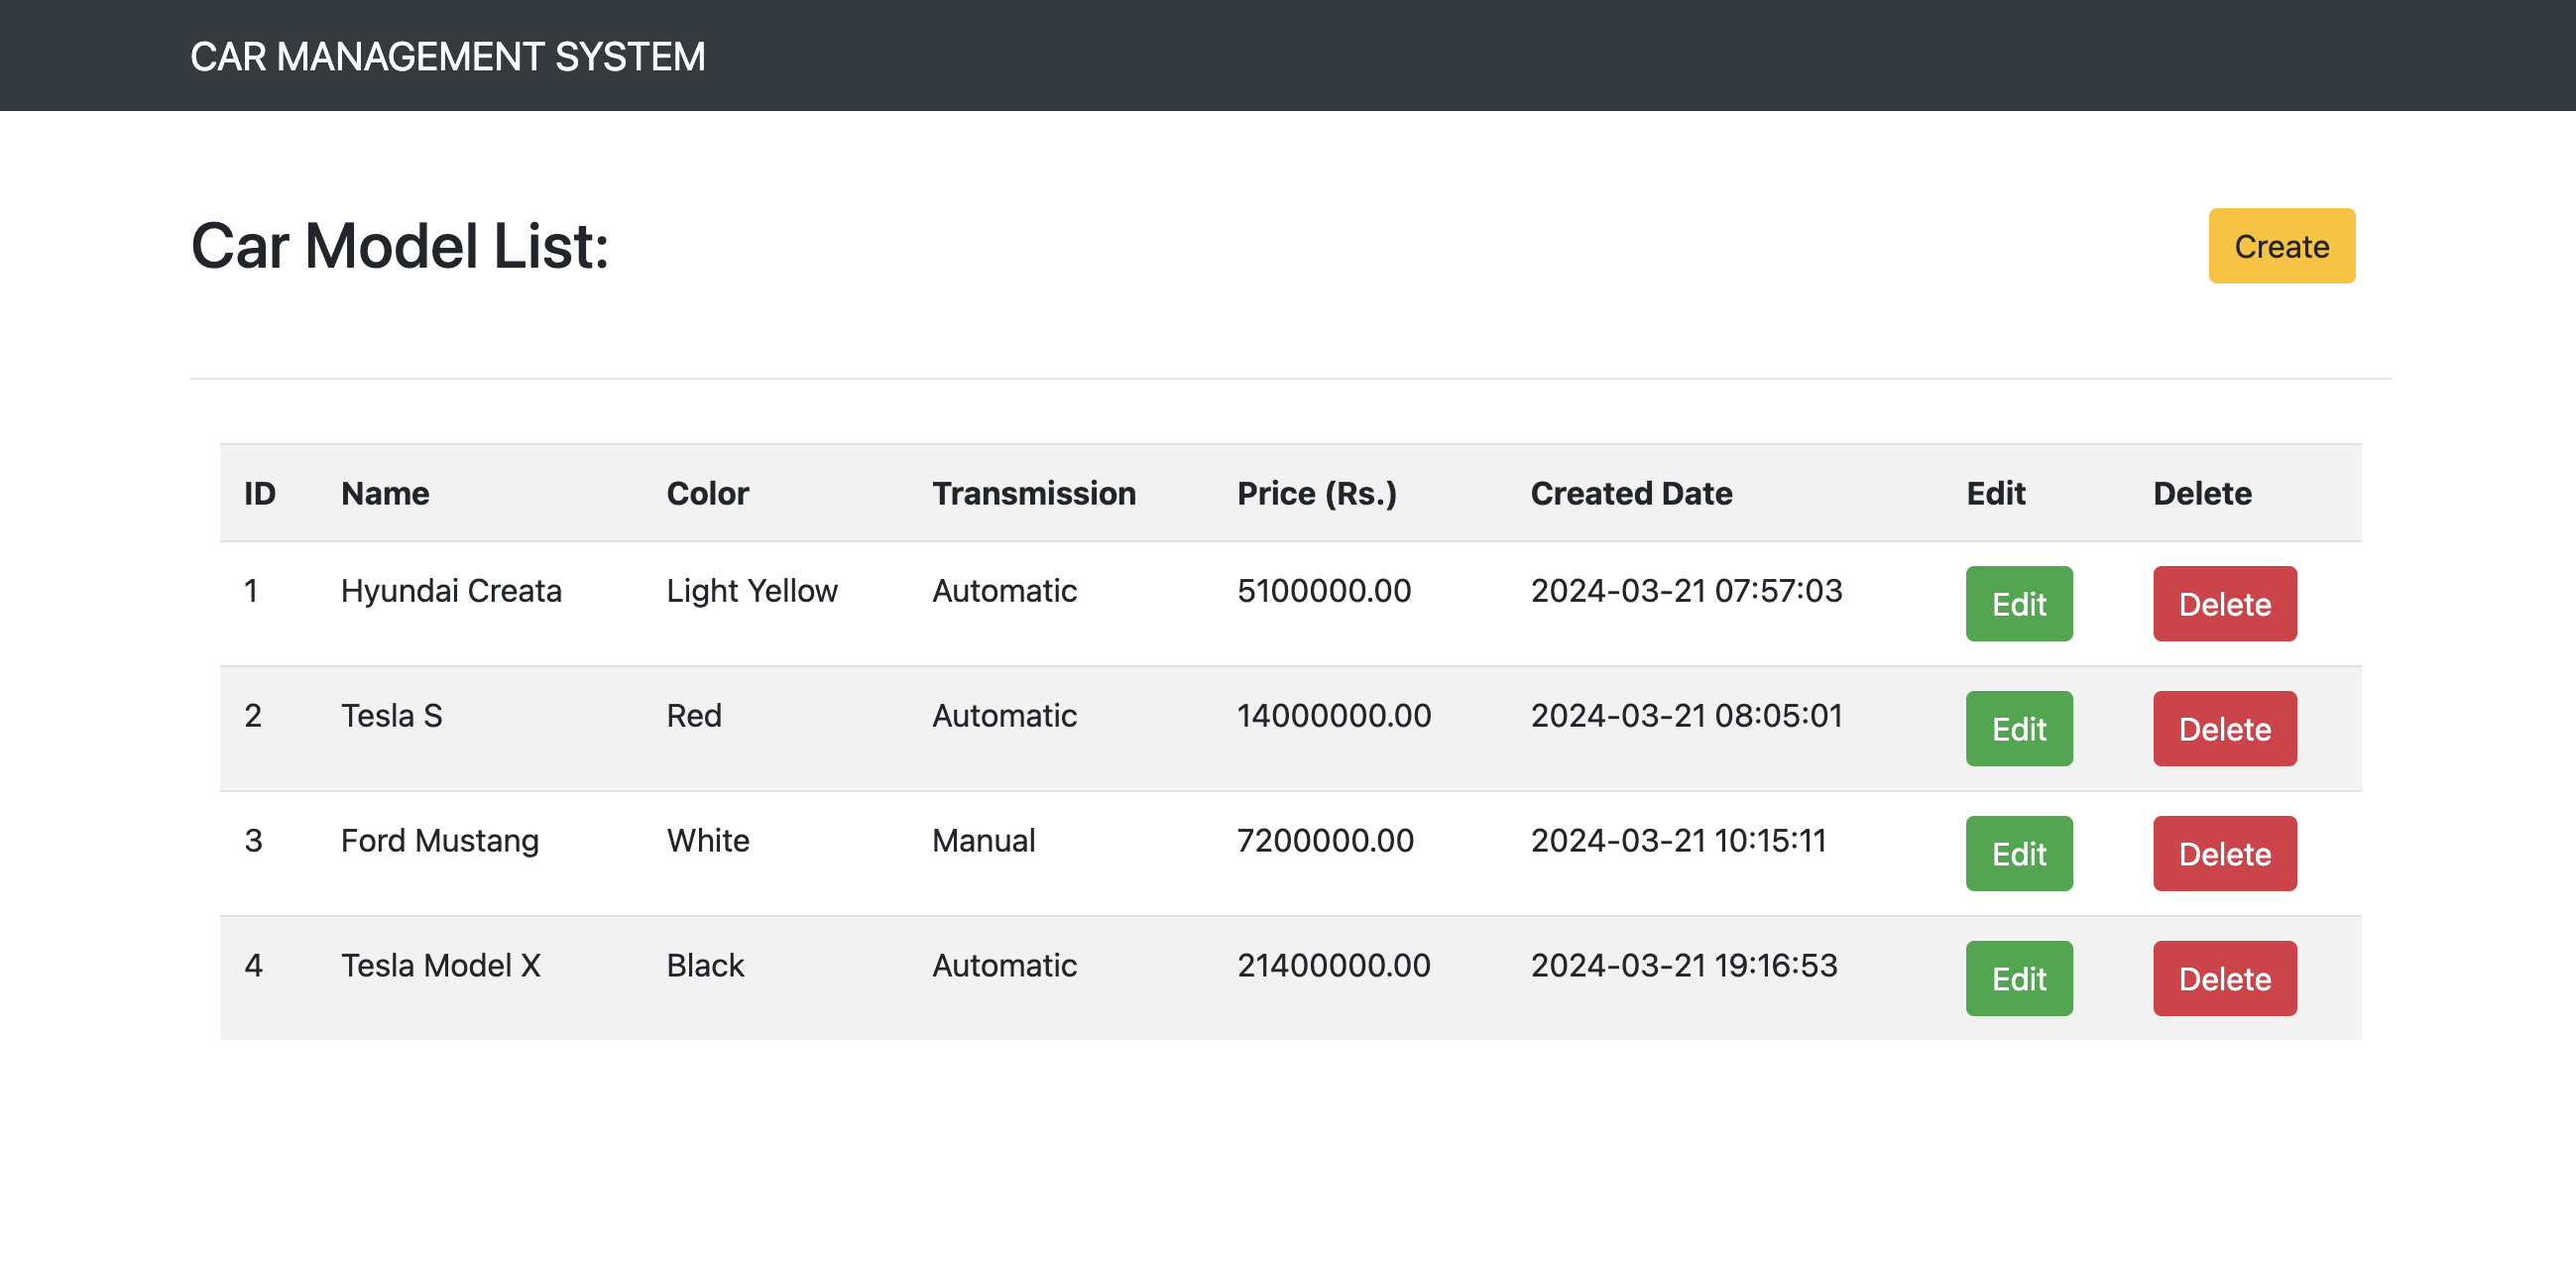 CAR MANAGEMENT SYSTEM
Car Model List:
Create
ID Name Color Transmission Price (Rs.) Created Date Edit Delete
1 Hyundai Creata Light Yellow Automatic 5100000.00 2024-03-21 07:57:03 Edit Delete
2 Tesla S Red Automatic 14000000.00 2024-03-21 08:05:01 Edit Delete
3 Ford Mustang White Manual 7200000.00 2024-03-21 10:15:11 Edit Delete
4 Tesla Model X Black Automatic 21400000.00 2024-03-21 19:16:53 Edit Delete